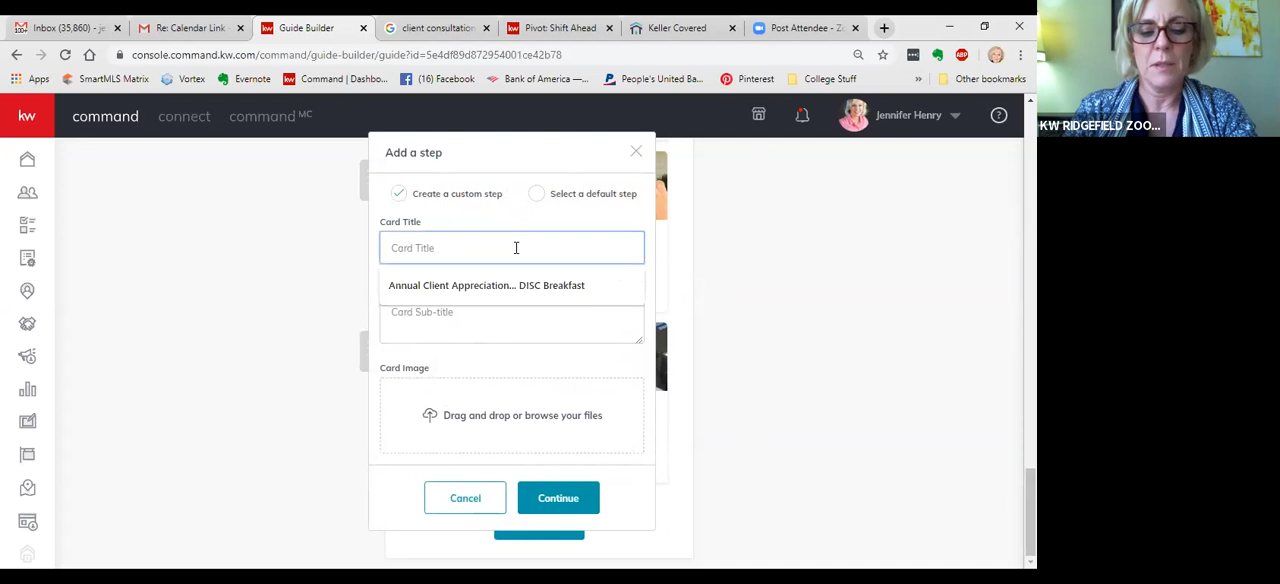 Inbox (35,860) - je
Re: Calendar Link
Guide Builder
client consultation
Pivot: Shift Ahead
Keller Covered
Post Attendee - Zo
console.command.kw.com/command/guide-builder/guide?id=5e4df9d872954001ce42b78
ABP
Apps
SmartMLS Matrix
Vortex
Evernote
Command | Dashbo...
(16) Facebook
Bank of America —...
People's United Ba...
Pinterest
College Stuff
»
Other bookmarks
kw
command
connect
command MC
Jennifer Henry
KW RIDGEFIELD ZOO...
Add a step
Create a custom step
Select a default step
Card Title
Card Title
Annual Client Appreciation... DISC Breakfast
Card Sub-title
Card Image
Drag and drop or browse your files
Cancel
Continue